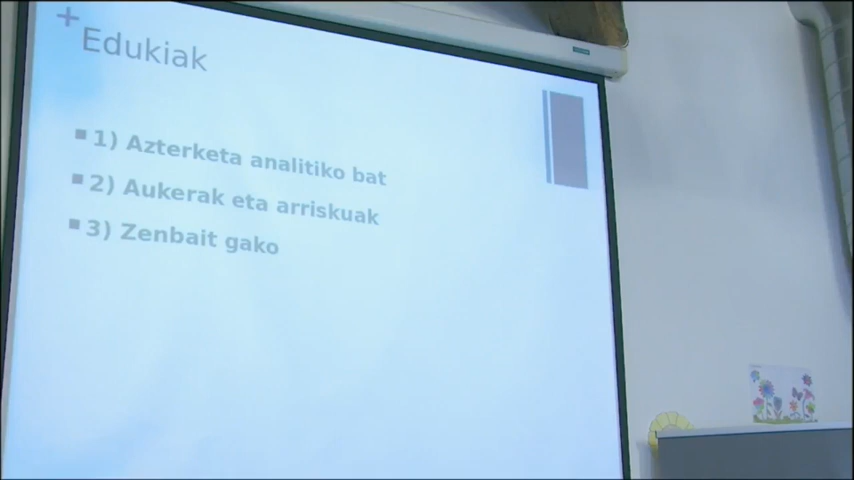 +
Edukiak
1) Azterketa analitiko bat
2) Aukerak eta arriskuak
3) Zenbait gako